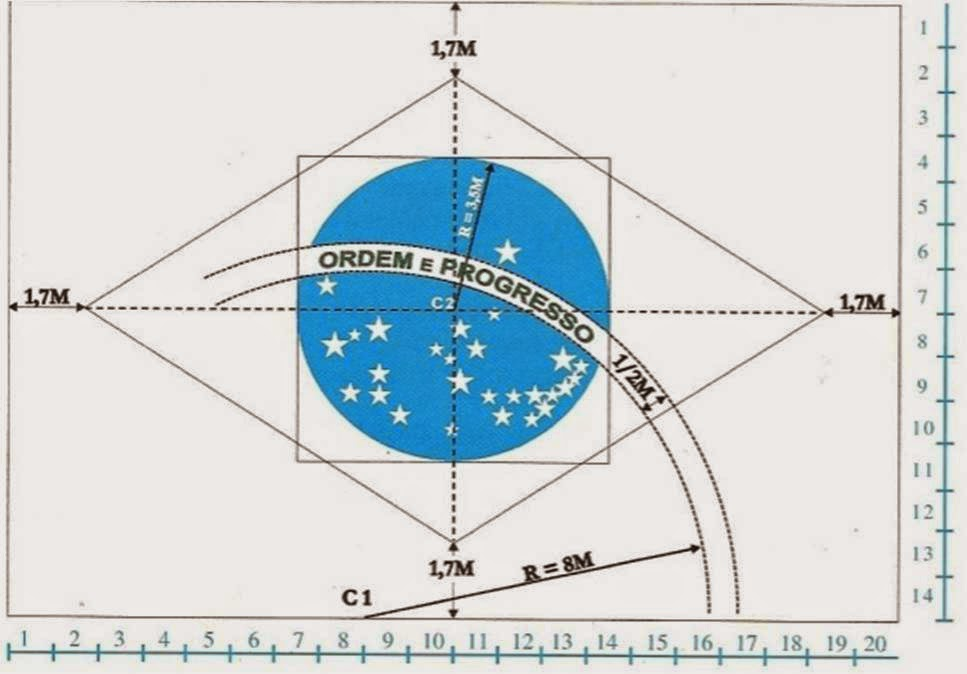 1,7M
1
2
3
4
5
6
7
8
9
10
11
12
13
14
R = 3,5M
ORDEM E PROGRESSO
C2
1,7M
1,7M
1/2M
1,7M
R = 8M
C1
1 2 3 4 5 6 7 8 9 10 11 12 13 14 15 16 17 18 19 20